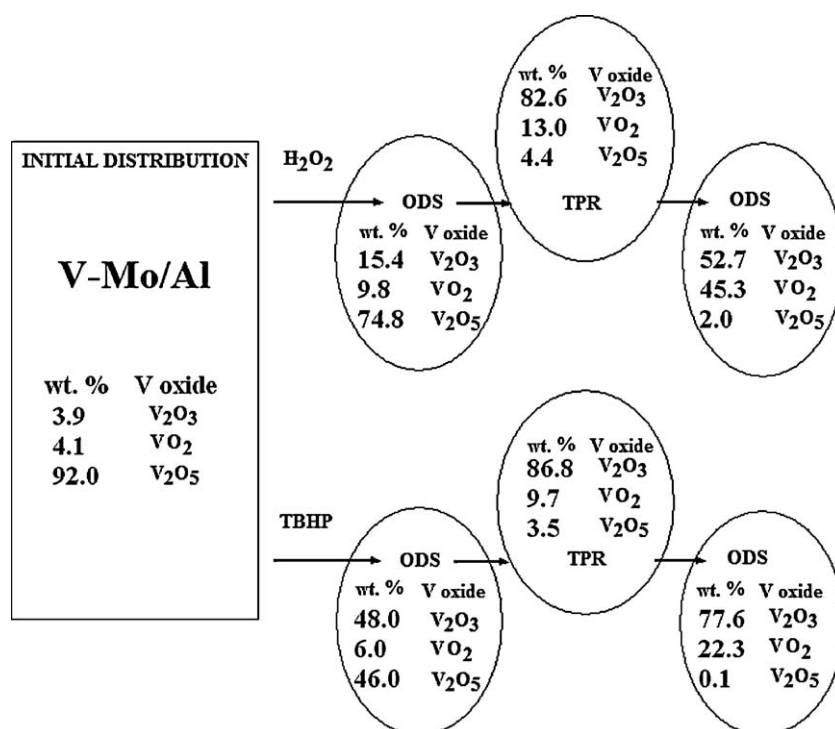 INITIAL DISTRIBUTION
V-Mo/Al
wt. % V oxide
3.9 V2O3
4.1 VO2
92.0 V2O5
H2O2
ODS
wt. % V oxide
15.4 V2O3
9.8 VO2
74.8 V2O5
wt. % V oxide
82.6 V2O3
13.0 VO2
4.4 V2O5
TPR
ODS
wt. % V oxide
52.7 V2O3
45.3 VO2
2.0 V2O5
TBHP
ODS
wt. % V oxide
48.0 V2O3
6.0 VO2
46.0 V2O5
wt. % V oxide
86.8 V2O3
9.7 VO2
3.5 V2O5
TPR
ODS
wt. % V oxide
77.6 V2O3
22.3 VO2
0.1 V2O5